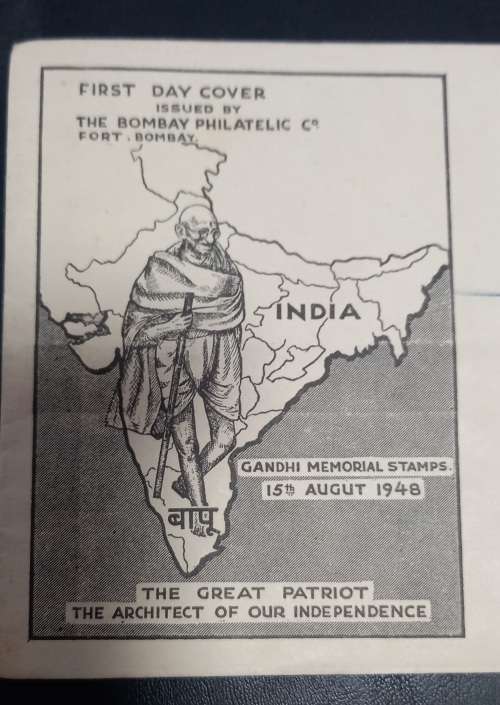 FIRST DAY COVER
ISSUED BY
THE BOMBAY PHILATELIC Co.
FORT. BOMBAY.
INDIA
GANDHI MEMORIAL STAMPS.
15th AUGUT 1948
बापू
THE GREAT PATRIOT
THE ARCHITECT OF OUR INDEPENDENCE